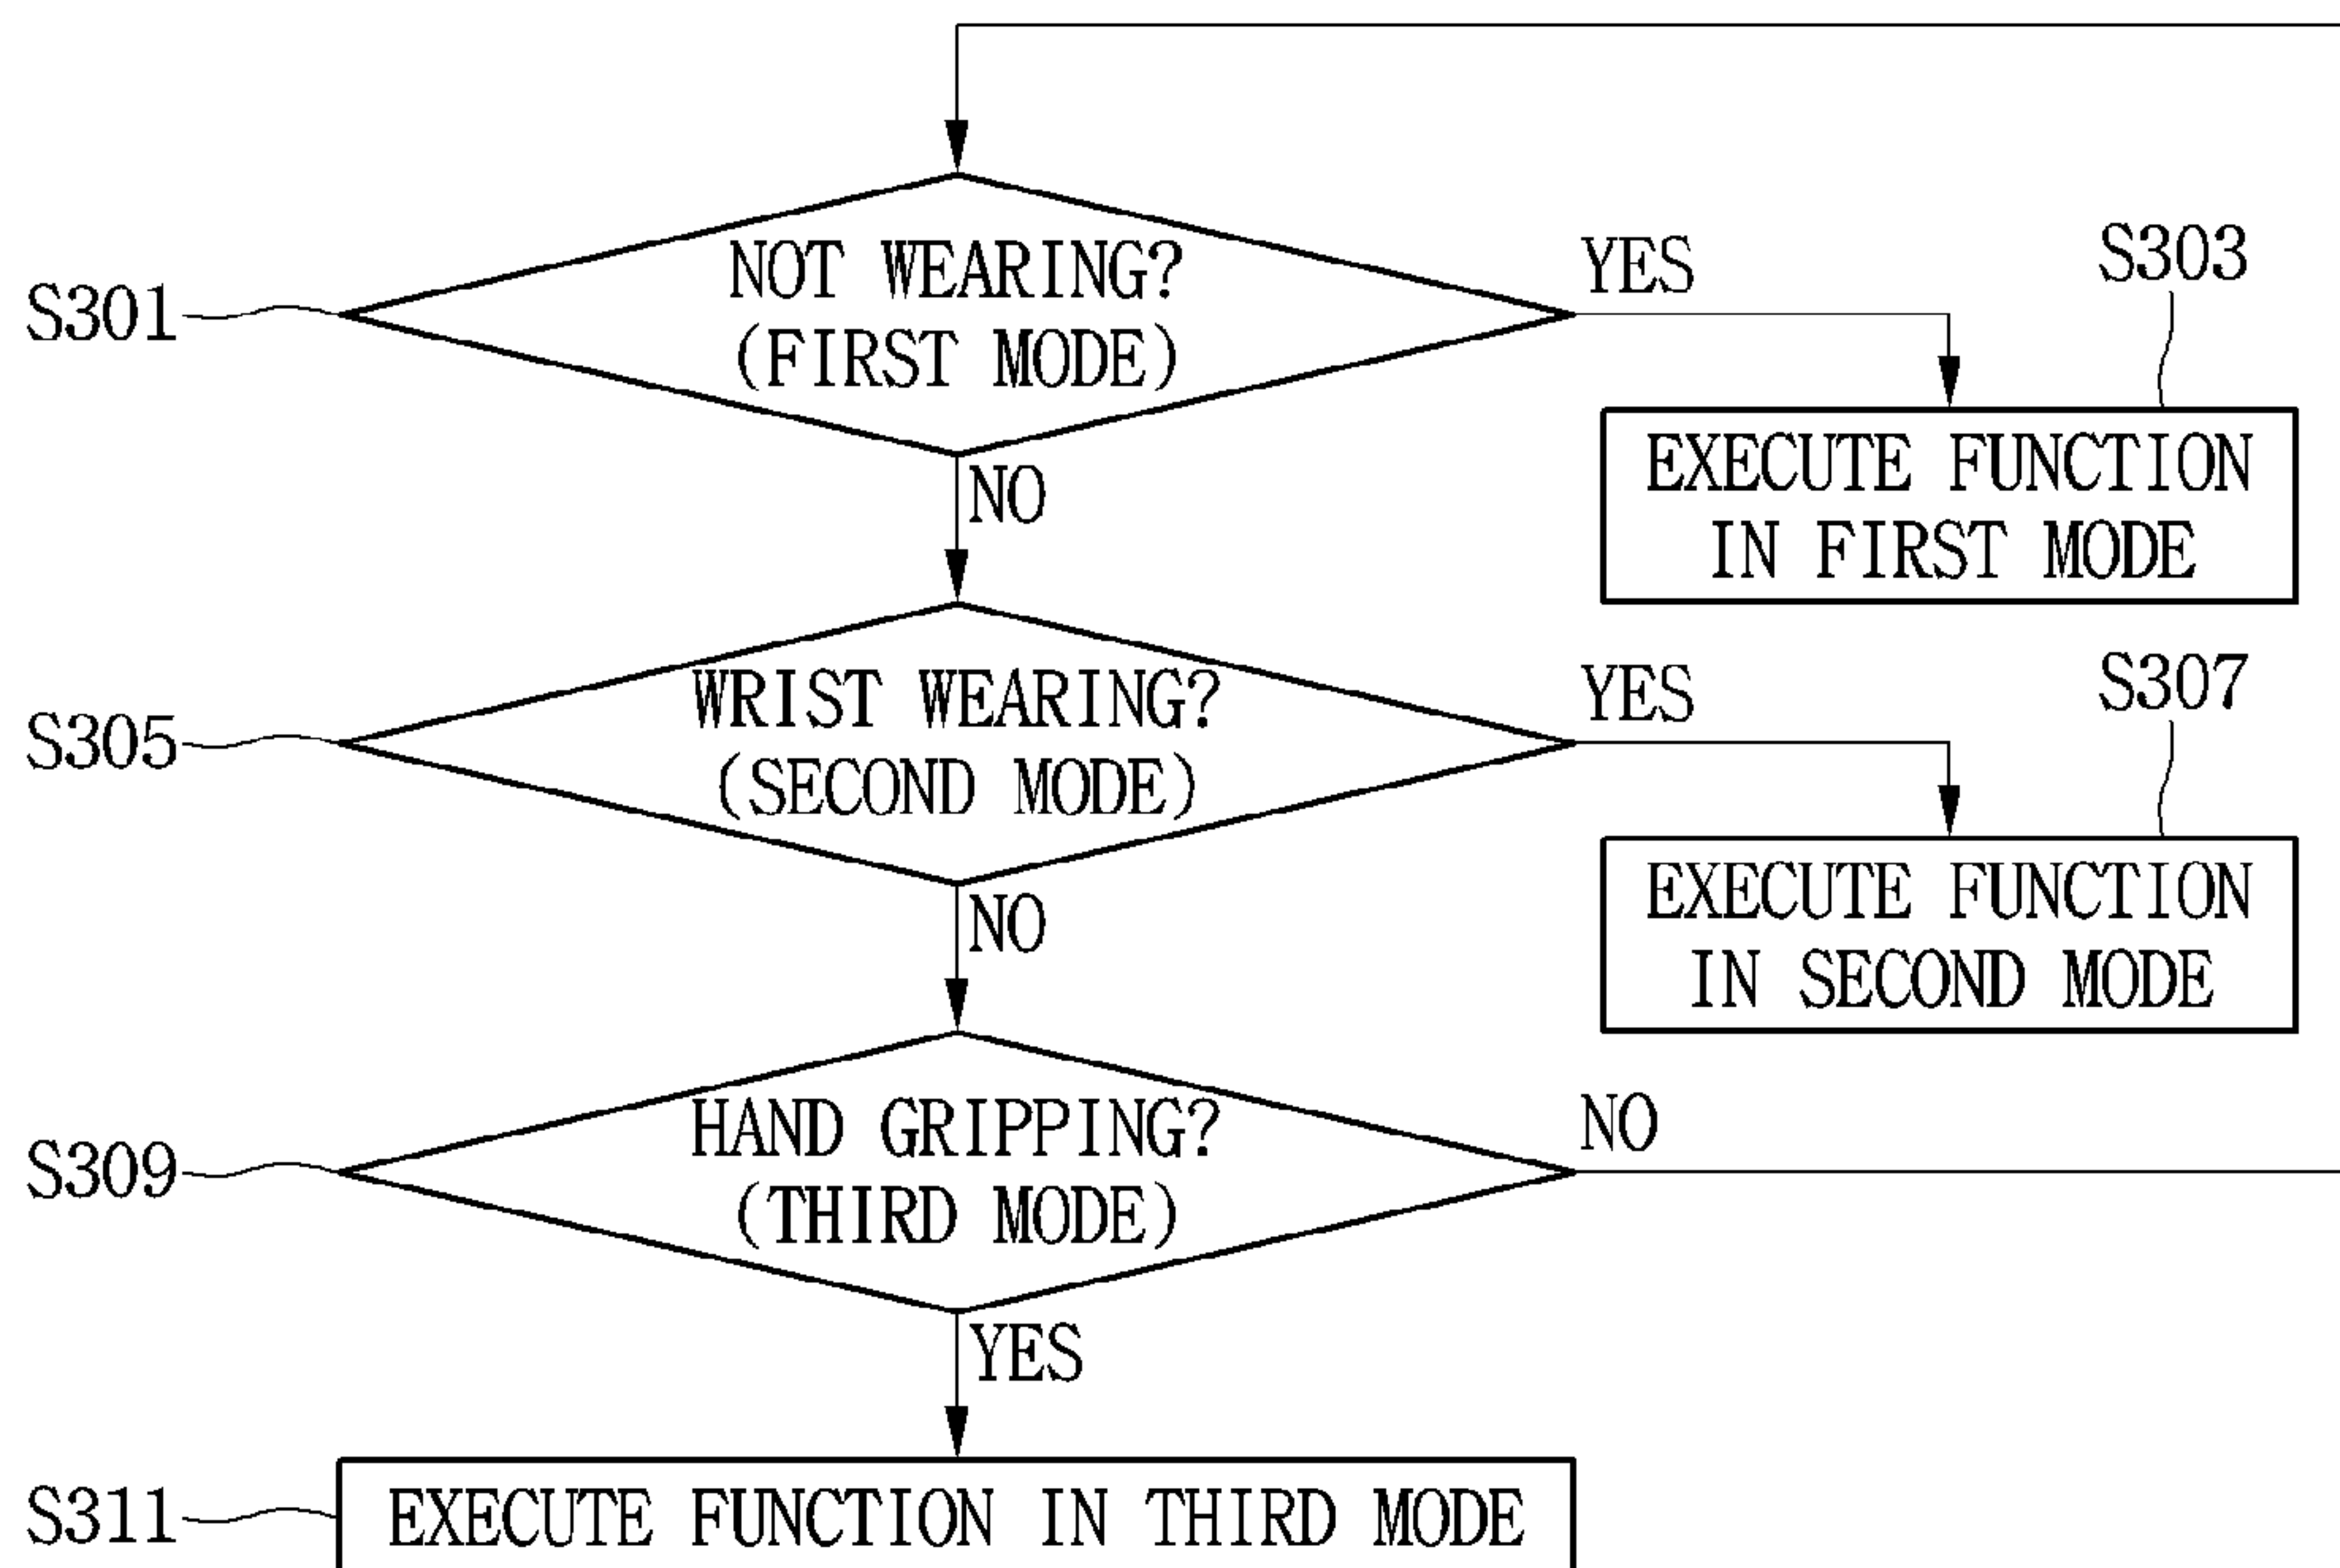 S301
NOT WEARING?
(FIRST MODE)
YES
S303
EXECUTE FUNCTION
IN FIRST MODE
NO
S305
WRIST WEARING?
(SECOND MODE)
YES
S307
EXECUTE FUNCTION
IN SECOND MODE
NO
S309
HAND GRIPPING?
(THIRD MODE)
NO
YES
S311
EXECUTE FUNCTION IN THIRD MODE